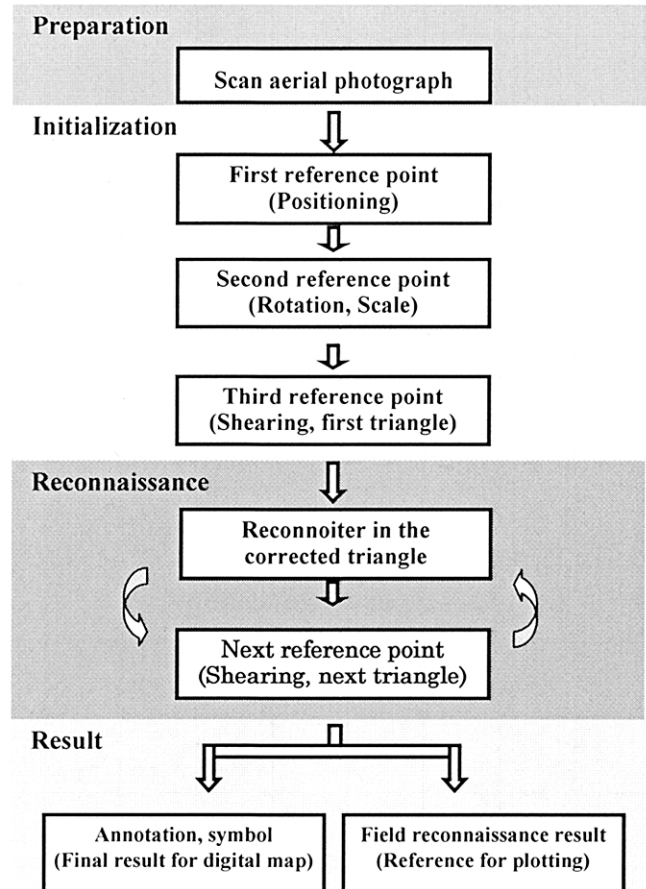 Preparation
Scan aerial photograph
Initialization
First reference point
(Positioning)
Second reference point
(Rotation, Scale)
Third reference point
(Shearing, first triangle)
Reconnaissance
Reconnoiter in the
corrected triangle
Next reference point
(Shearing, next triangle)
Result
Annotation, symbol
(Final result for digital map)
Field reconnaissance result
(Reference for plotting)